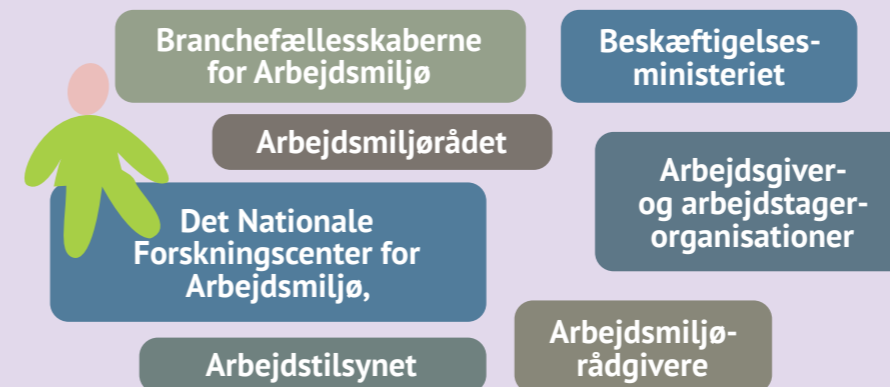 Branchefællesskaberne
for Arbejdsmiljø
Beskæftigelses-
ministeriet
Arbejdsmiljørådet
Arbejdsgiver-
og arbejdstager-
organisationer
Det Nationale
Forskningscenter for
Arbejdsmiljø,
Arbejdsmiljø-
rådgivere
Arbejdstilsynet